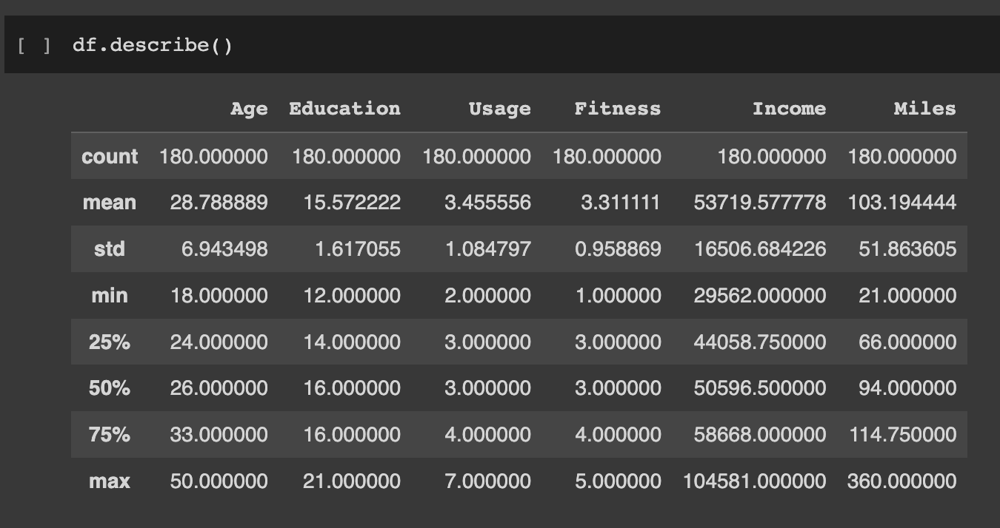 [ ] df.describe()
Age Education Usage Fitness Income Miles
count 180.000000 180.000000 180.000000 180.000000 180.000000 180.000000
mean 28.788889 15.572222 3.455556 3.311111 53719.577778 103.194444
std 6.943498 1.617055 1.084797 0.958869 16506.684226 51.863605
min 18.000000 12.000000 2.000000 1.000000 29562.000000 21.000000
25% 24.000000 14.000000 3.000000 3.000000 44058.750000 66.000000
50% 26.000000 16.000000 3.000000 3.000000 50596.500000 94.000000
75% 33.000000 16.000000 4.000000 4.000000 58668.000000 114.750000
max 50.000000 21.000000 7.000000 5.000000 104581.000000 360.000000